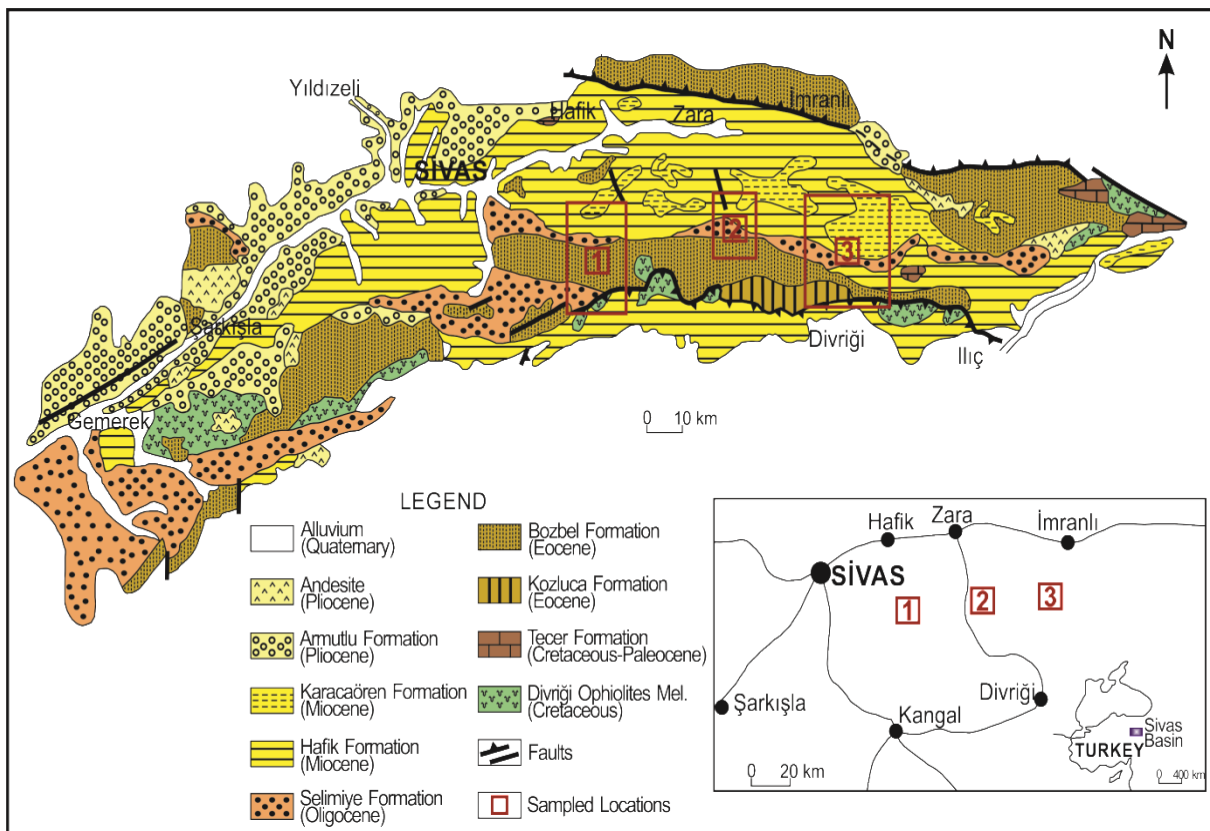 N
Yıldızeli
Hafik
Zara
İmranlı
SİVAS
1
2
3
Şarkışla
Divriği
Ilıç
Gemerek
0 10 km
LEGEND
Alluvium
(Quaternary)
Andesite
(Pliocene)
Armutlu Formation
(Pliocene)
Karacaören Formation
(Miocene)
Hafik Formation
(Miocene)
Selimiye Formation
(Oligocene)
Bozbel Formation
(Eocene)
Kozluca Formation
(Eocene)
Tecer Formation
(Cretaceous-Paleocene)
Divriği Ophiolites Mel.
(Cretaceous)
Faults
Sampled Locations
Hafik
Zara
İmranlı
SİVAS
1
2
3
Şarkışla
Kangal
Divriği
0 20 km
Sivas
Basin
TURKEY
0 400 km